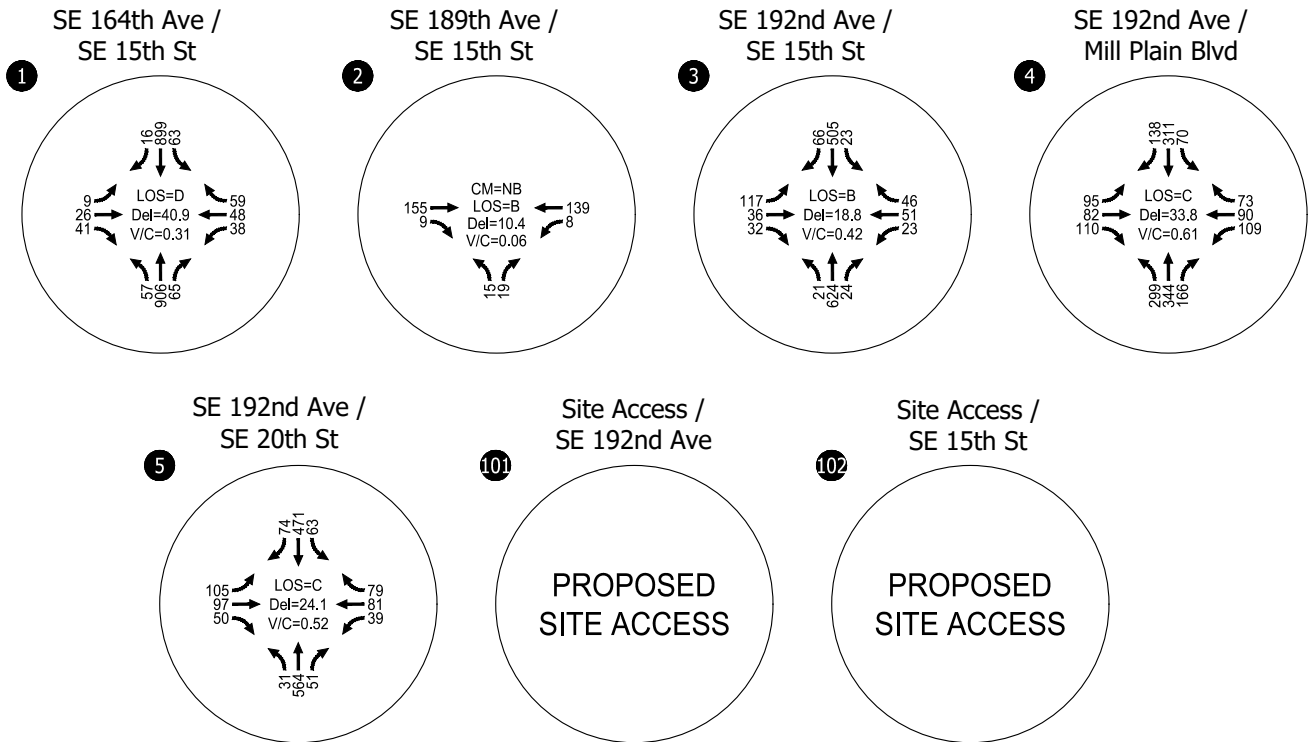 SE 164th Ave /
SE 15th St
1
16 899 63
9
26
41
LOS=D
Del=40.9
V/C=0.31
59
48
38
57 906 65
SE 189th Ave /
SE 15th St
2
155
9
CM=NB
LOS=B
Del=10.4
V/C=0.06
139
8
15 19
SE 192nd Ave /
SE 15th St
3
66 505 23
117
36
32
LOS=B
Del=18.8
V/C=0.42
46
51
23
21 624 24
SE 192nd Ave /
Mill Plain Blvd
4
138 311 70
95
82
110
LOS=C
Del=33.8
V/C=0.61
73
90
109
299 344 166
SE 192nd Ave /
SE 20th St
5
74 471 63
105
97
50
LOS=C
Del=24.1
V/C=0.52
79
81
39
31 564 51
Site Access /
SE 192nd Ave
101
PROPOSED
SITE ACCESS
Site Access /
SE 15th St
102
PROPOSED
SITE ACCESS